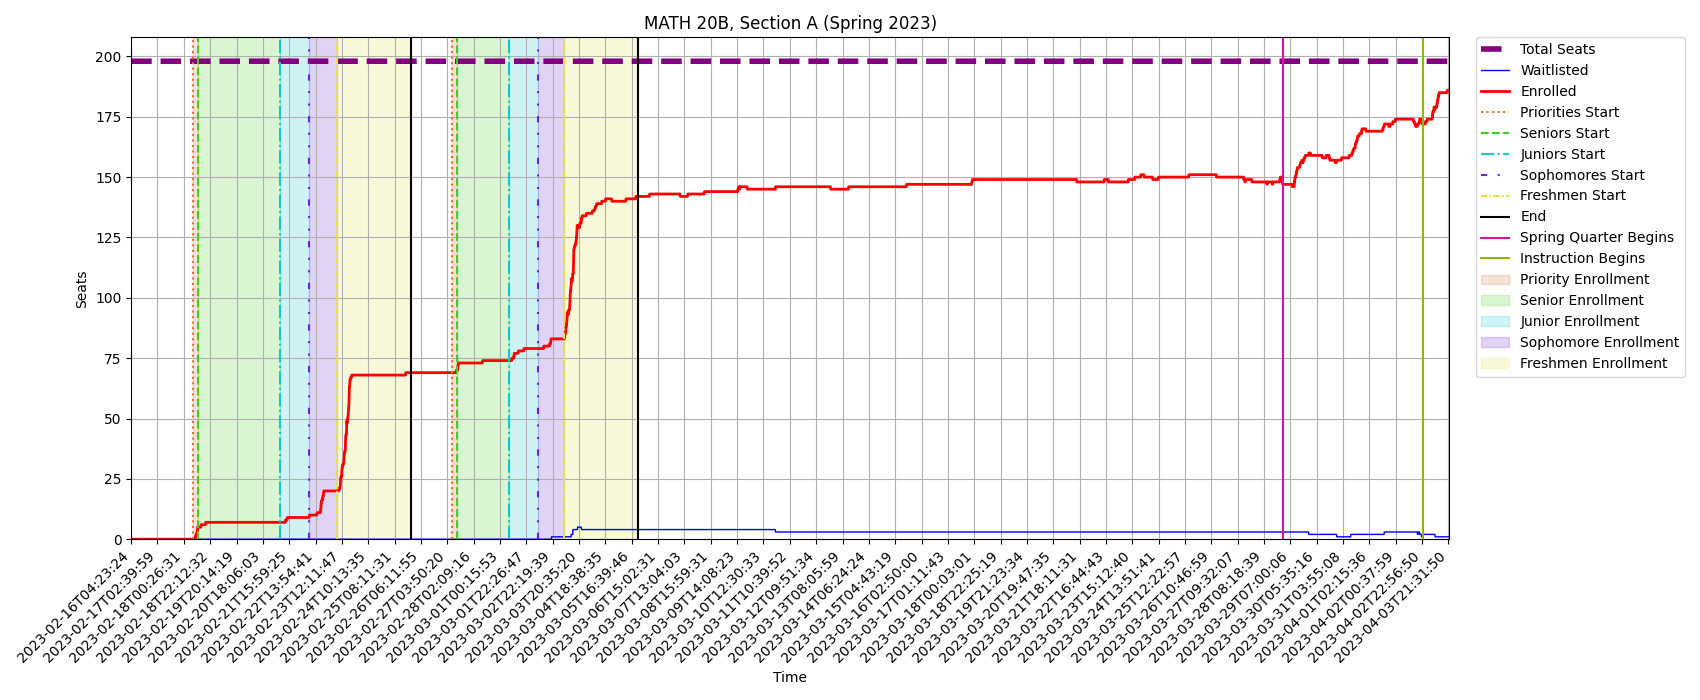 MATH 20B, Section A (Spring 2023)
Seats
200
175
150
125
100
75
50
25
0
2023-02-16T04:23:24
2023-02-17T02:39:59
2023-02-18T00:26:31
2023-02-18T22:12:32
2023-02-19T20:14:19
2023-02-20T18:06:03
2023-02-21T15:59:25
2023-02-22T13:54:41
2023-02-23T12:11:47
2023-02-24T10:13:35
2023-02-25T08:11:31
2023-02-26T06:11:55
2023-02-27T03:50:20
2023-02-28T02:09:16
2023-03-01T00:15:53
2023-03-01T22:26:47
2023-03-02T22:19:39
2023-03-03T20:35:20
2023-03-04T18:38:35
2023-03-05T16:39:46
2023-03-06T15:02:31
2023-03-07T13:04:03
2023-03-08T15:59:31
2023-03-09T14:08:23
2023-03-10T12:30:33
2023-03-11T10:39:52
2023-03-12T09:51:34
2023-03-13T08:05:59
2023-03-14T06:24:24
2023-03-15T04:43:19
2023-03-16T02:50:00
2023-03-17T01:11:43
2023-03-18T00:03:01
2023-03-18T22:25:19
2023-03-19T21:23:34
2023-03-20T19:47:35
2023-03-21T18:11:31
2023-03-22T16:44:43
2023-03-23T15:12:40
2023-03-24T13:51:41
2023-03-25T12:22:57
2023-03-26T10:46:59
2023-03-27T09:32:07
2023-03-28T08:18:39
2023-03-29T07:00:06
2023-03-30T05:35:16
2023-03-31T03:55:08
2023-04-01T02:15:36
2023-04-02T00:37:59
2023-04-02T22:56:50
2023-04-03T21:31:50
Time
Total Seats
Waitlisted
Enrolled
Priorities Start
Seniors Start
Juniors Start
Sophomores Start
Freshmen Start
End
Spring Quarter Begins
Instruction Begins
Priority Enrollment
Senior Enrollment
Junior Enrollment
Sophomore Enrollment
Freshmen Enrollment